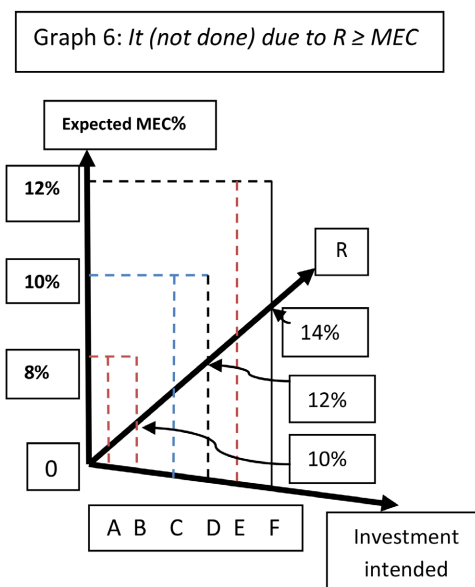 Graph 6: It (not done) due to R ≥ MEC
Expected MEC%
12%
R
10%
14%
8%
12%
10%
0
A B C D E F
Investment
intended